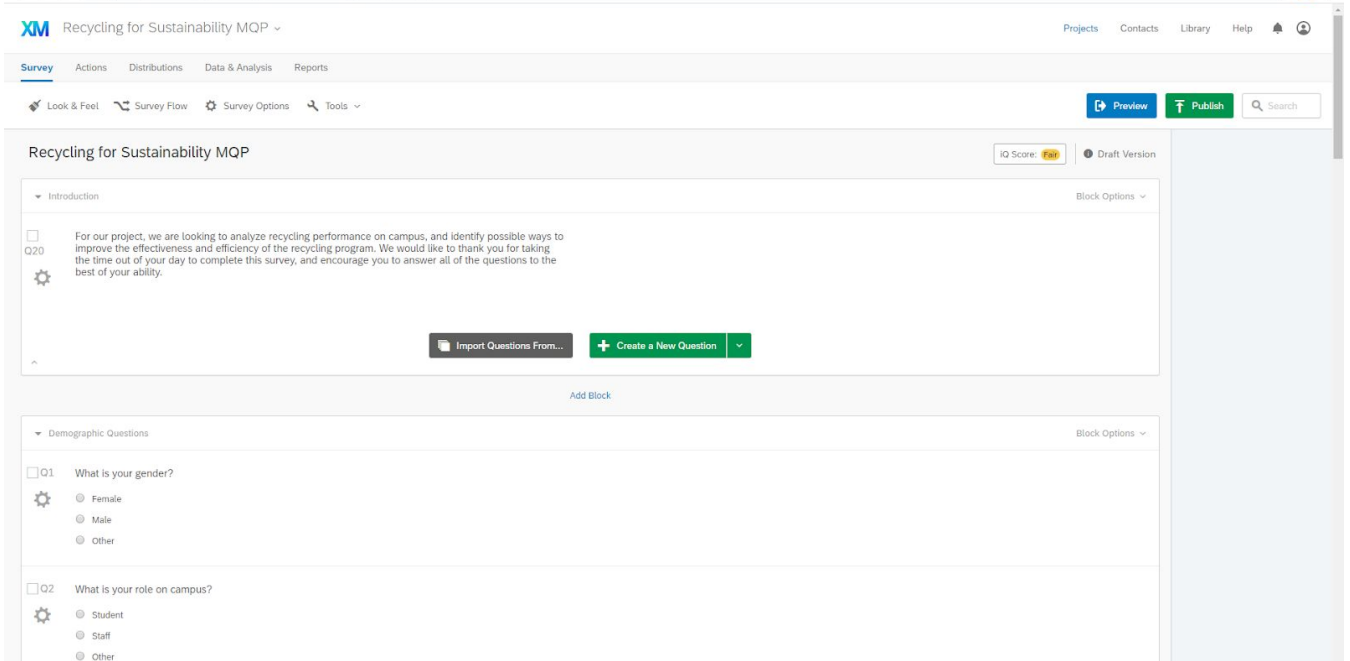 XM Recycling for Sustainability MQP
Projects Contacts Library Help
Survey Actions Distributions Data & Analysis Reports
Look & Feel Survey Flow Survey Options Tools
Preview Publish Search
Recycling for Sustainability MQP
iQ Score: Fair Draft Version
Introduction Block Options
Q20
For our project, we are looking to analyze recycling performance on campus, and identify possible ways to
improve the effectiveness and efficiency of the recycling program. We would like to thank you for taking
the time out of your day to complete this survey, and encourage you to answer all of the questions to the
best of your ability.
Import Questions From... Create a New Question
Add Block
Demographic Questions Block Options
Q1 What is your gender?
Female
Male
Other
Q2 What is your role on campus?
Student
Staff
Other